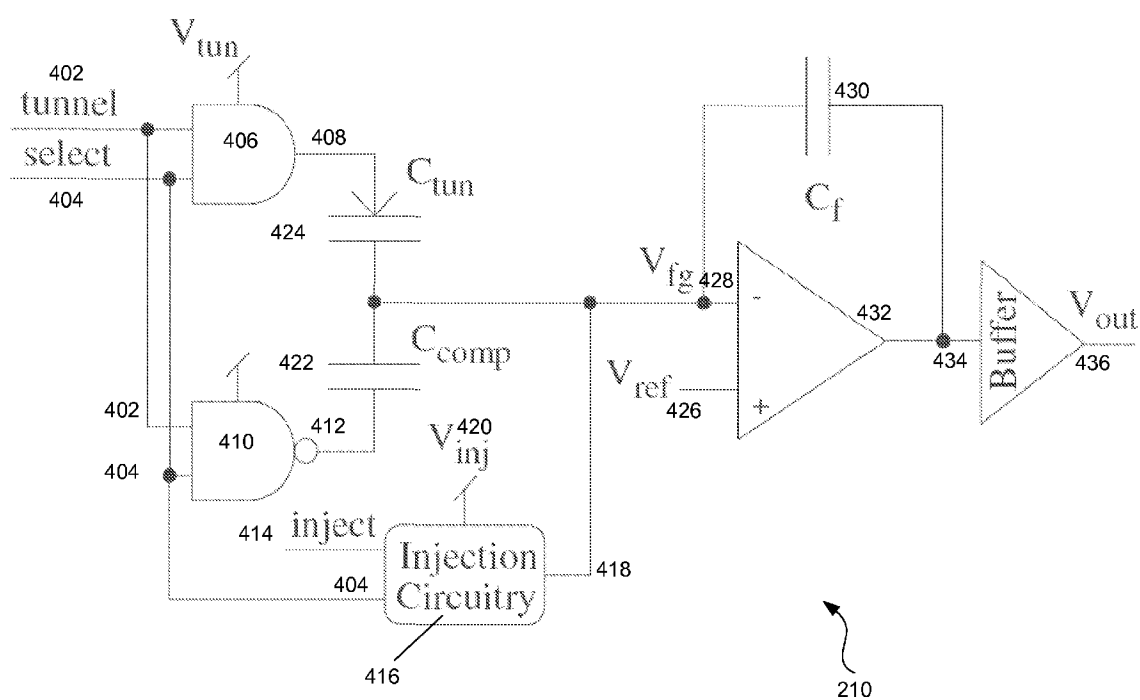 V_tun
402
tunnel
select
404
406
408
C_tun
424
430
C_f
V_fg
428
-
432
V_out
434
Buffer
436
V_ref
426
+
422
C_comp
402
410
412
404
V_inj
420
414
inject
Injection
Circuitry
418
404
416
210